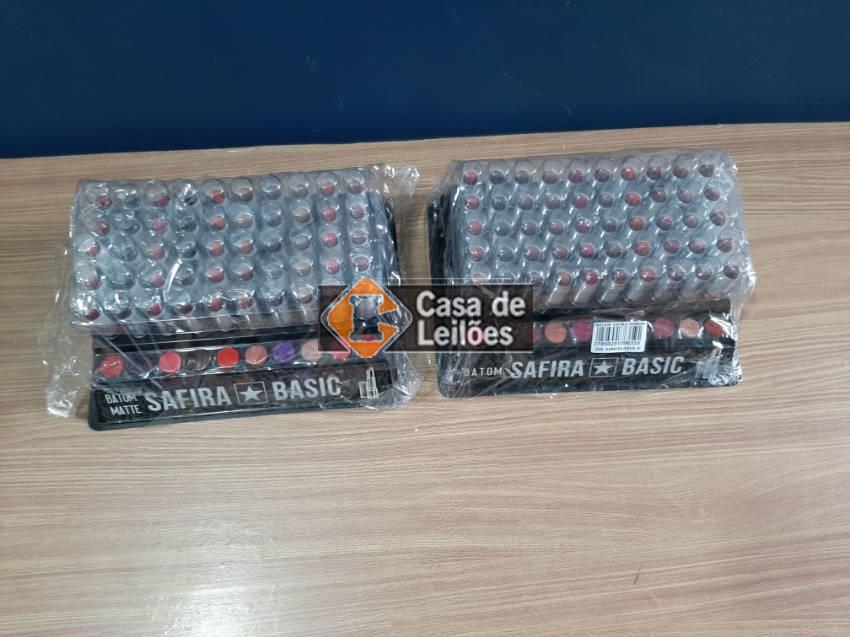 Casa de
Leilões
BATOM
MATTE
SAFIRA ★ BASIC
BATOM
SAFIRA ★ BASIC